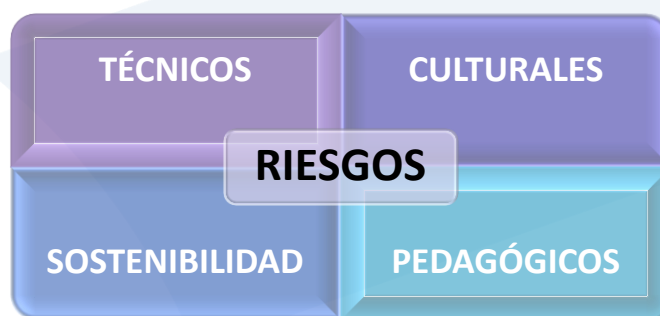 TÉCNICOS
CULTURALES
RIESGOS
SOSTENIBILIDAD
PEDAGÓGICOS